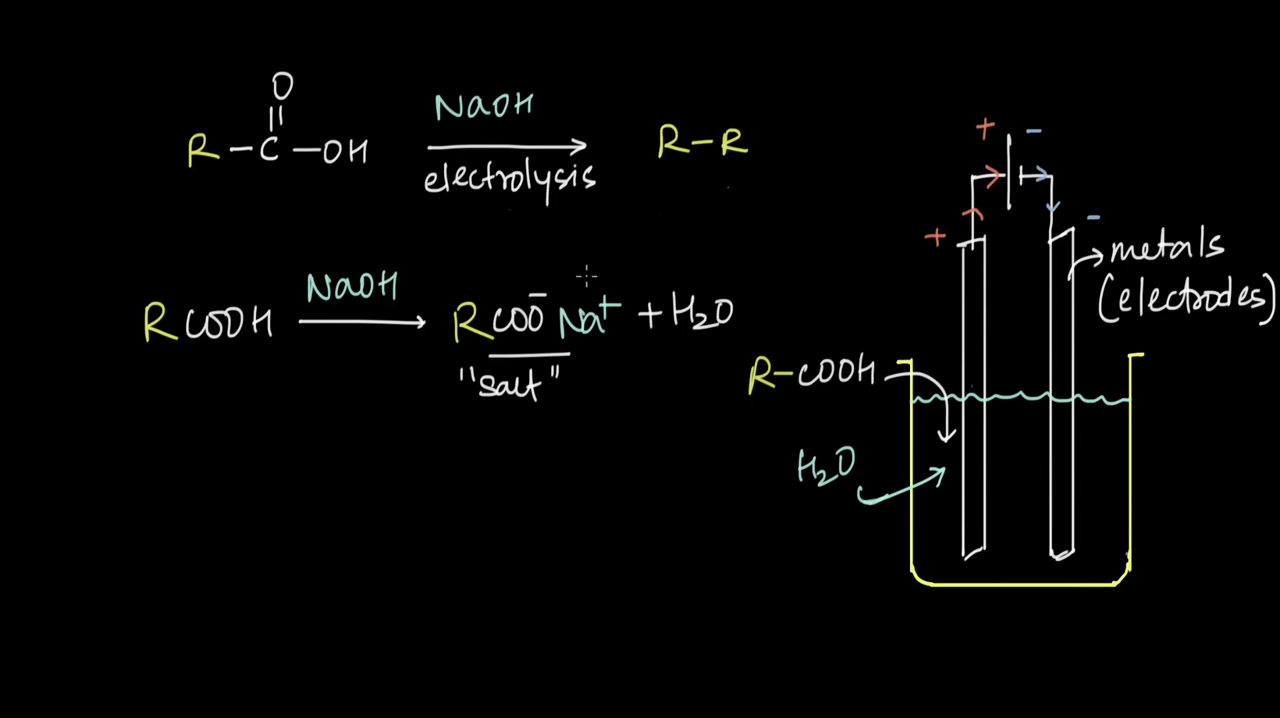 O
||
R-C-OH NaOH electrolysis R-R
RCOOH NaOH RCOO⁻Na⁺ + H₂O
"salt"
+ -
+ -
metals
(electrodes)
R-COOH
H₂O